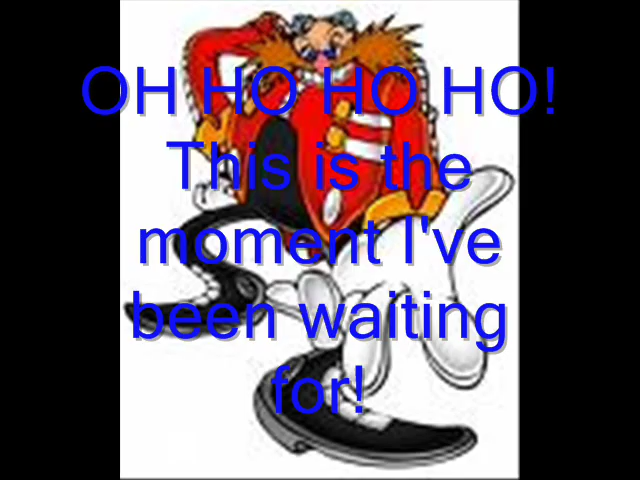 OH HO HO HO!
This is the
moment I've
been waiting
for!